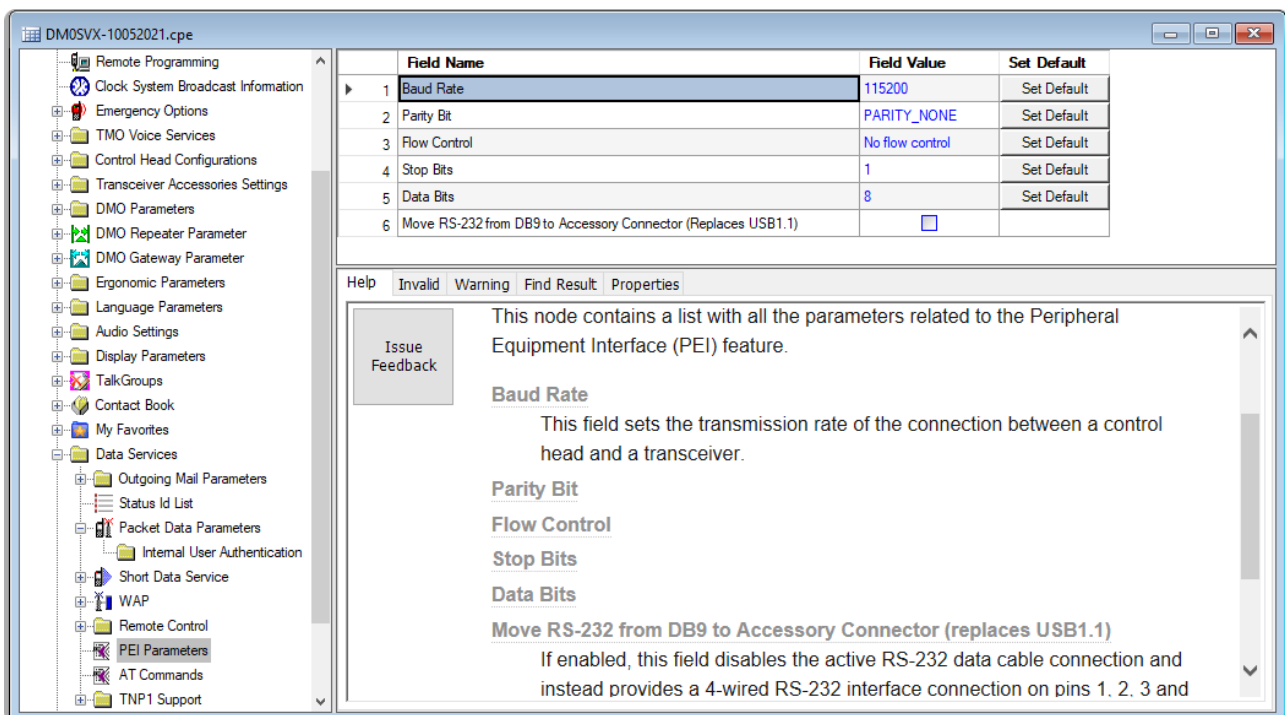 DM0SVX-10052021.cpe
Remote Programming
Clock System Broadcast Information
Emergency Options
TMO Voice Services
Control Head Configurations
Transceiver Accessories Settings
DMO Parameters
DMO Repeater Parameter
DMO Gateway Parameter
Ergonomic Parameters
Language Parameters
Audio Settings
Display Parameters
TalkGroups
Contact Book
My Favorites
Data Services
Outgoing Mail Parameters
Status Id List
Packet Data Parameters
Internal User Authentication
Short Data Service
WAP
Remote Control
PEI Parameters
AT Commands
TNP1 Support
Field Name Field Value Set Default
1 Baud Rate 115200 Set Default
2 Parity Bit PARITY_NONE Set Default
3 Flow Control No flow control Set Default
4 Stop Bits 1 Set Default
5 Data Bits 8 Set Default
6 Move RS-232 from DB9 to Accessory Connector (Replaces USB1.1)
Help Invalid Warning Find Result Properties
Issue
Feedback
This node contains a list with all the parameters related to the Peripheral
Equipment Interface (PEI) feature.
Baud Rate
This field sets the transmission rate of the connection between a control
head and a transceiver.
Parity Bit
Flow Control
Stop Bits
Data Bits
Move RS-232 from DB9 to Accessory Connector (replaces USB1.1)
If enabled, this field disables the active RS-232 data cable connection and
instead provides a 4-wired RS-232 interface connection on pins 1, 2, 3 and